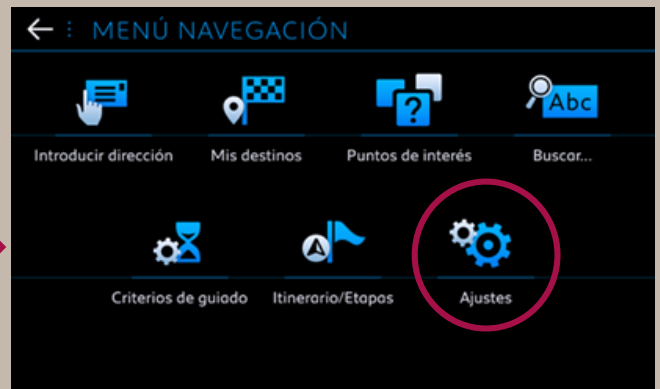 MENÚ NAVEGACIÓN
Abc
Introducir dirección
Mis destinos
Puntos de interés
Buscar...
Criterios de guiado
Itinerario/Etapas
Ajustes